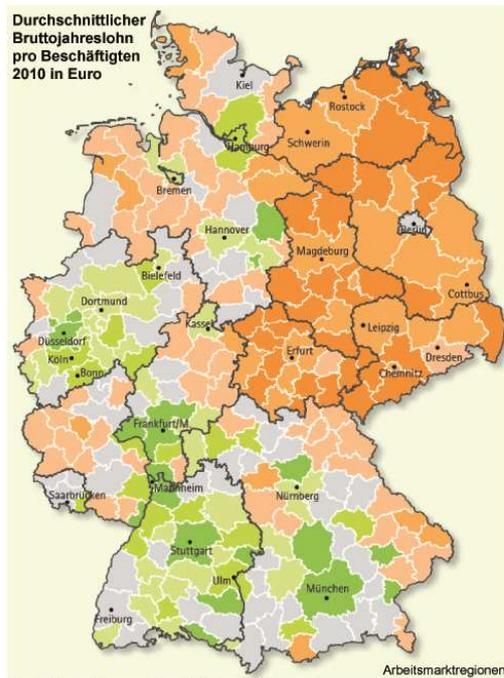 Durchschnittlicher
Bruttojahreslohn
pro Beschäftigten
2010 in Euro
Kiel
Rostock
Schwerin
Hamburg
Bremen
Hannover
Berlin
Magdeburg
Bielefeld
Cottbus
Dortmund
Kassel
Leipzig
Düsseldorf
Dresden
Erfurt
Köln
Chemnitz
Bonn
Frankfurt/M.
Mannheim
Saarbrücken
Nürnberg
Stuttgart
Ulm
München
Freiburg
Arbeitsmarktregionen